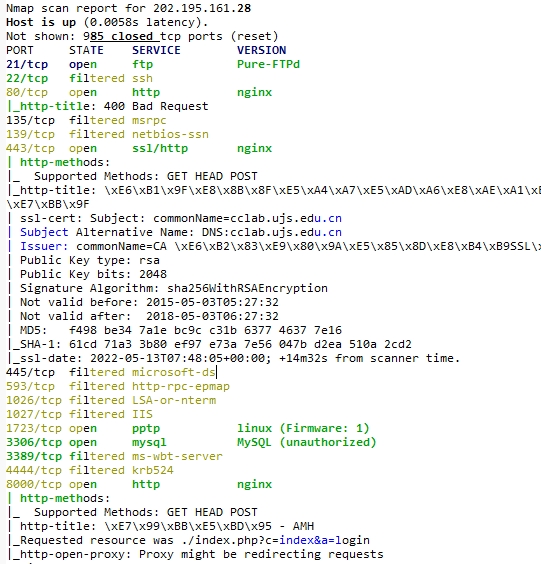 Nmap scan report for 202.195.161.28
Host is up (0.0058s latency).
Not shown: 985 closed tcp ports (reset)
PORT     STATE    SERVICE        VERSION
21/tcp   open     ftp            Pure-FTPd
22/tcp   filtered ssh
80/tcp   open     http           nginx
|_http-title: 400 Bad Request
135/tcp  filtered msrpc
139/tcp  filtered netbios-ssn
443/tcp  open     ssl/http       nginx
| http-methods:
|_  Supported Methods: GET HEAD POST
|_http-title: \xE6\xB1\x9F\xE8\x8B\x8F\xE5\xA4\xA7\xE5\xAD\xA6\xE8\xAE\xA1\xE
\xE7\xBB\x9F
| ssl-cert: Subject: commonName=cclab.ujs.edu.cn
| Subject Alternative Name: DNS:cclab.ujs.edu.cn
| Issuer: commonName=CA \xE6\xB2\x83\xE9\x80\x9A\xE5\x85\x8D\xE8\xB4\xB9SSL\x
| Public Key type: rsa
| Public Key bits: 2048
| Signature Algorithm: sha256WithRSAEncryption
| Not valid before: 2015-05-03T05:27:32
| Not valid after:  2018-05-03T06:27:32
| MD5:   f498 be34 7a1e bc9c c31b 6377 4637 7e16
|_SHA-1: 61cd 71a3 3b80 ef97 e73a 7e56 047b d2ea 510a 2cd2
|_ssl-date: 2022-05-13T07:48:05+00:00; +14m32s from scanner time.
445/tcp  filtered microsoft-ds
593/tcp  filtered http-rpc-epmap
1026/tcp filtered LSA-or-nterm
1027/tcp filtered IIS
1723/tcp open     pptp           linux (Firmware: 1)
3306/tcp open     mysql          MySQL (unauthorized)
3389/tcp filtered ms-wbt-server
4444/tcp filtered krb524
8000/tcp open     http           nginx
| http-methods:
|_  Supported Methods: GET HEAD POST
| http-title: \xE7\x99\xBB\xE5\xBD\x95 - AMH
|_Requested resource was ./index.php?c=index&a=login
|_http-open-proxy: Proxy might be redirecting requests